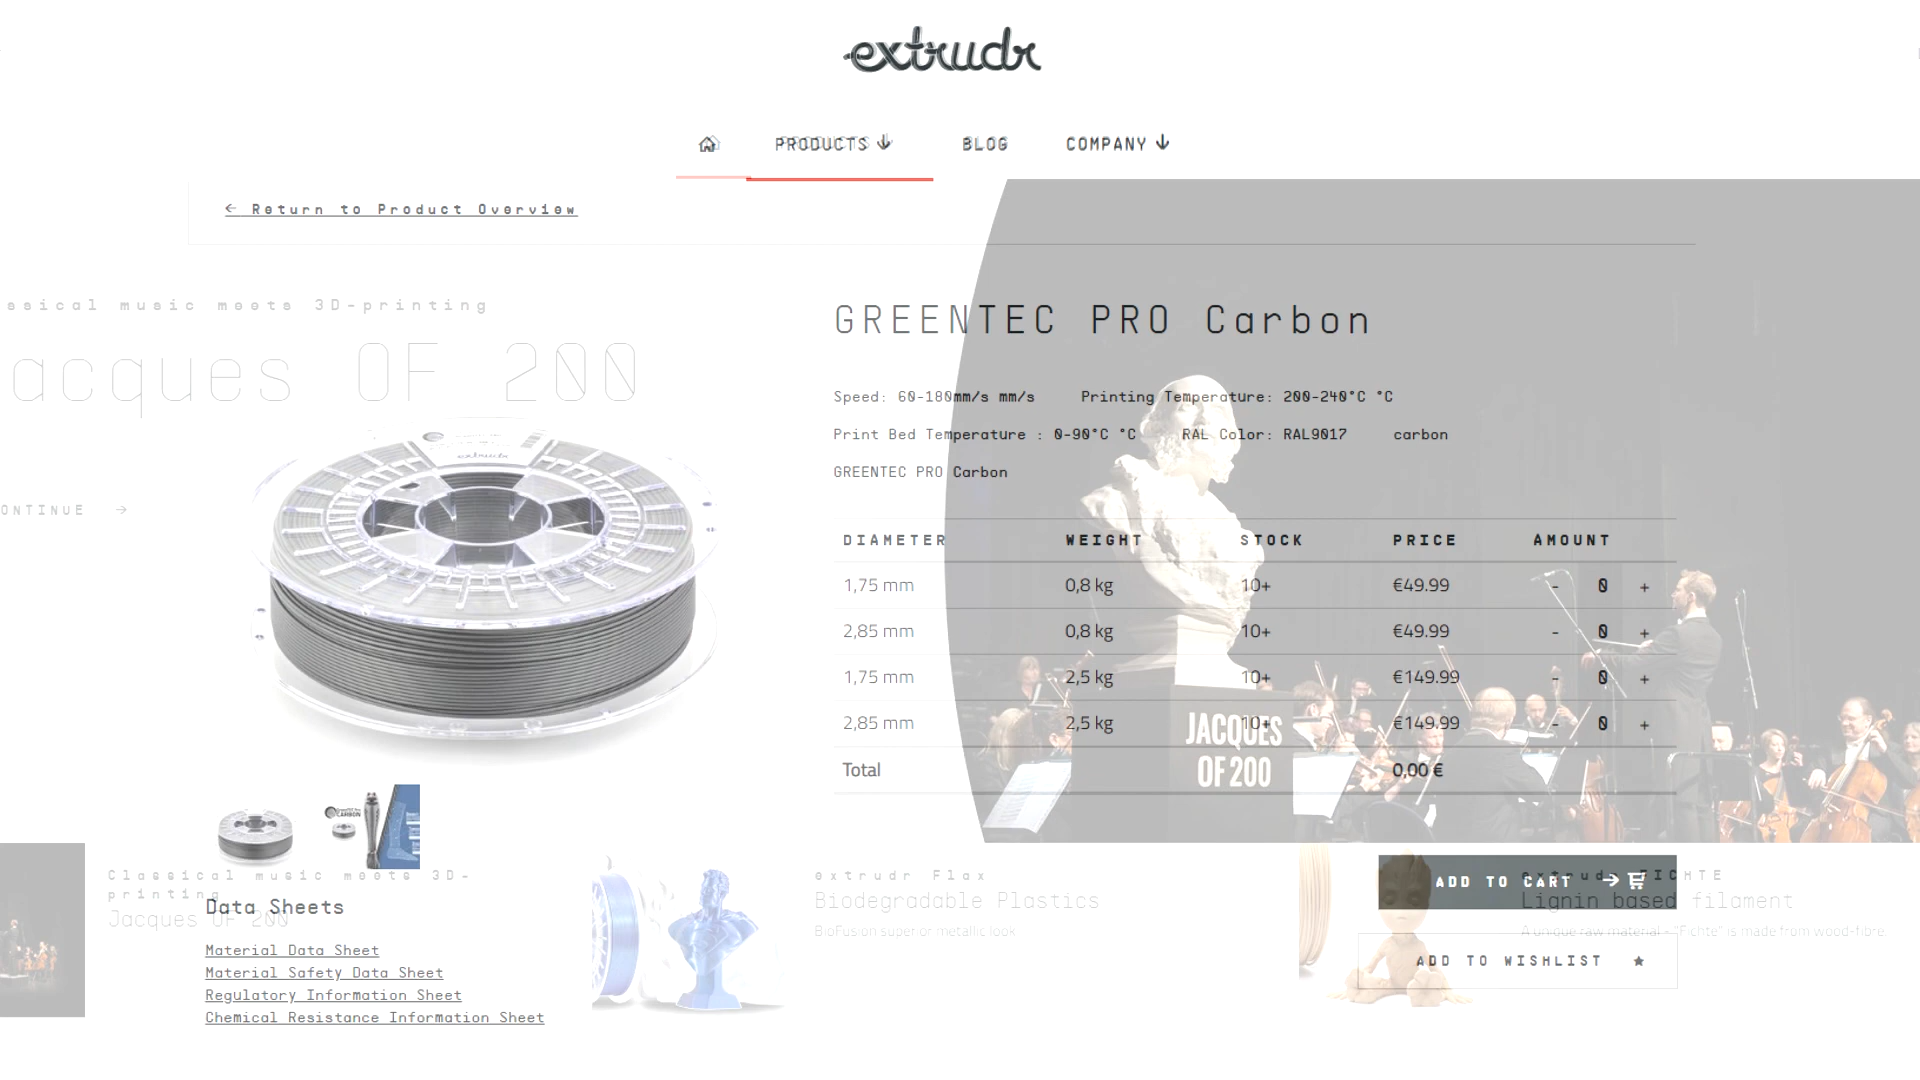 extrudr
PRODUCTS
BLOG
COMPANY
← Return to Product Overview
ssical music meets 3D-printing
acques OF 200
ONTINUE →
GREENTEC PRO Carbon
Speed: 60-180mm/s mm/s Printing Temperature: 200-240°C °C
Print Bed Temperature : 0-90°C °C RAL Color: RAL9017 carbon
GREENTEC PRO Carbon
DIAMETER WEIGHT STOCK PRICE AMOUNT
1,75 mm 0,8 kg 10+ €49.99 - 0 +
2,85 mm 0,8 kg 10+ €49.99 - 0 +
1,75 mm 2,5 kg 10+ €149.99 - 0 +
2,85 mm 2,5 kg 10+ €149.99 - 0 +
Total 0,00 €
JACQUES
OF 200
extrudr
CARBON
Classical music meets 3D-
printing
Jacques OF 200
Data Sheets
Material Data Sheet
Material Safety Data Sheet
Regulatory Information Sheet
Chemical Resistance Information Sheet
extrudr Flax
Biodegradable Plastics
BioFusion superior metallic look
extrudr FICHTE
Lignin based filament
A unique raw material - "Fichte" is made from wood-fibre.
ADD TO CART →
ADD TO WISHLIST ★